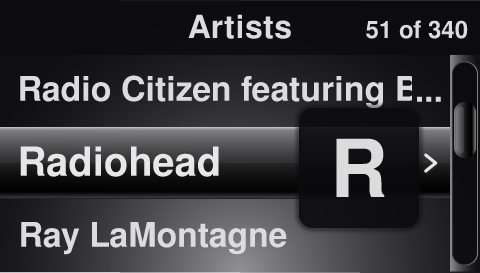 Artists 51 of 340
Radio Citizen featuring B...
Radiohead >
R
Ray LaMontagne